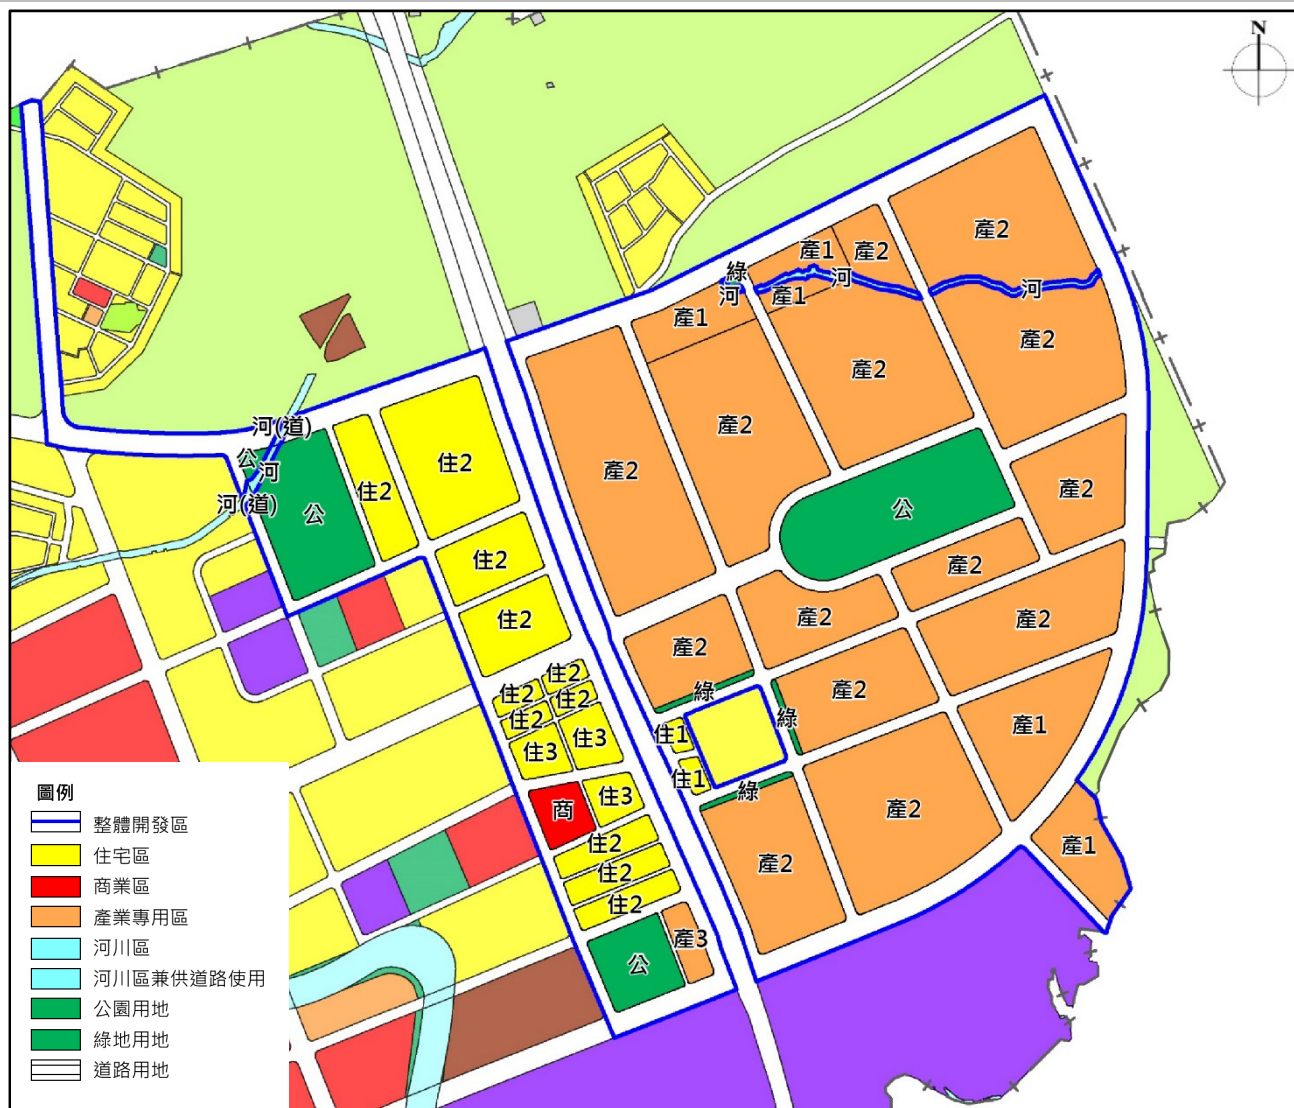 N
產2
產1
產2
綠
河
產1
河
河
產1
產2
產2
產2
產2
河(道)
公
河
河(道)
公
住2
住2
產2
公
住2
產2
產2
住2
產2
產2
產2
產2
產2
住2
住2
住2
住2
住3
住3
綠
綠
住1
住1
綠
產1
商
住3
產2
住2
住2
住2
產2
產1
公
產3
圖例
整體開發區
住宅區
商業區
產業專用區
河川區
河川區兼供道路使用
公園用地
綠地用地
道路用地